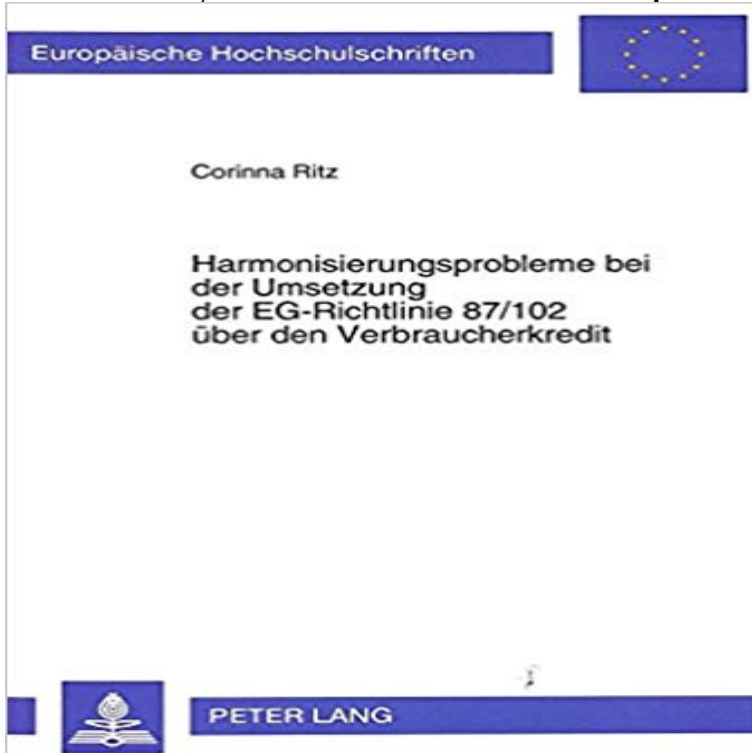 Europäische Hochschulschriften
Corinna Ritz
Harmonisierungsprobleme bei
der Umsetzung
der EG-Richtlinie 87/102
über den Verbraucherkredit
PETER LANG